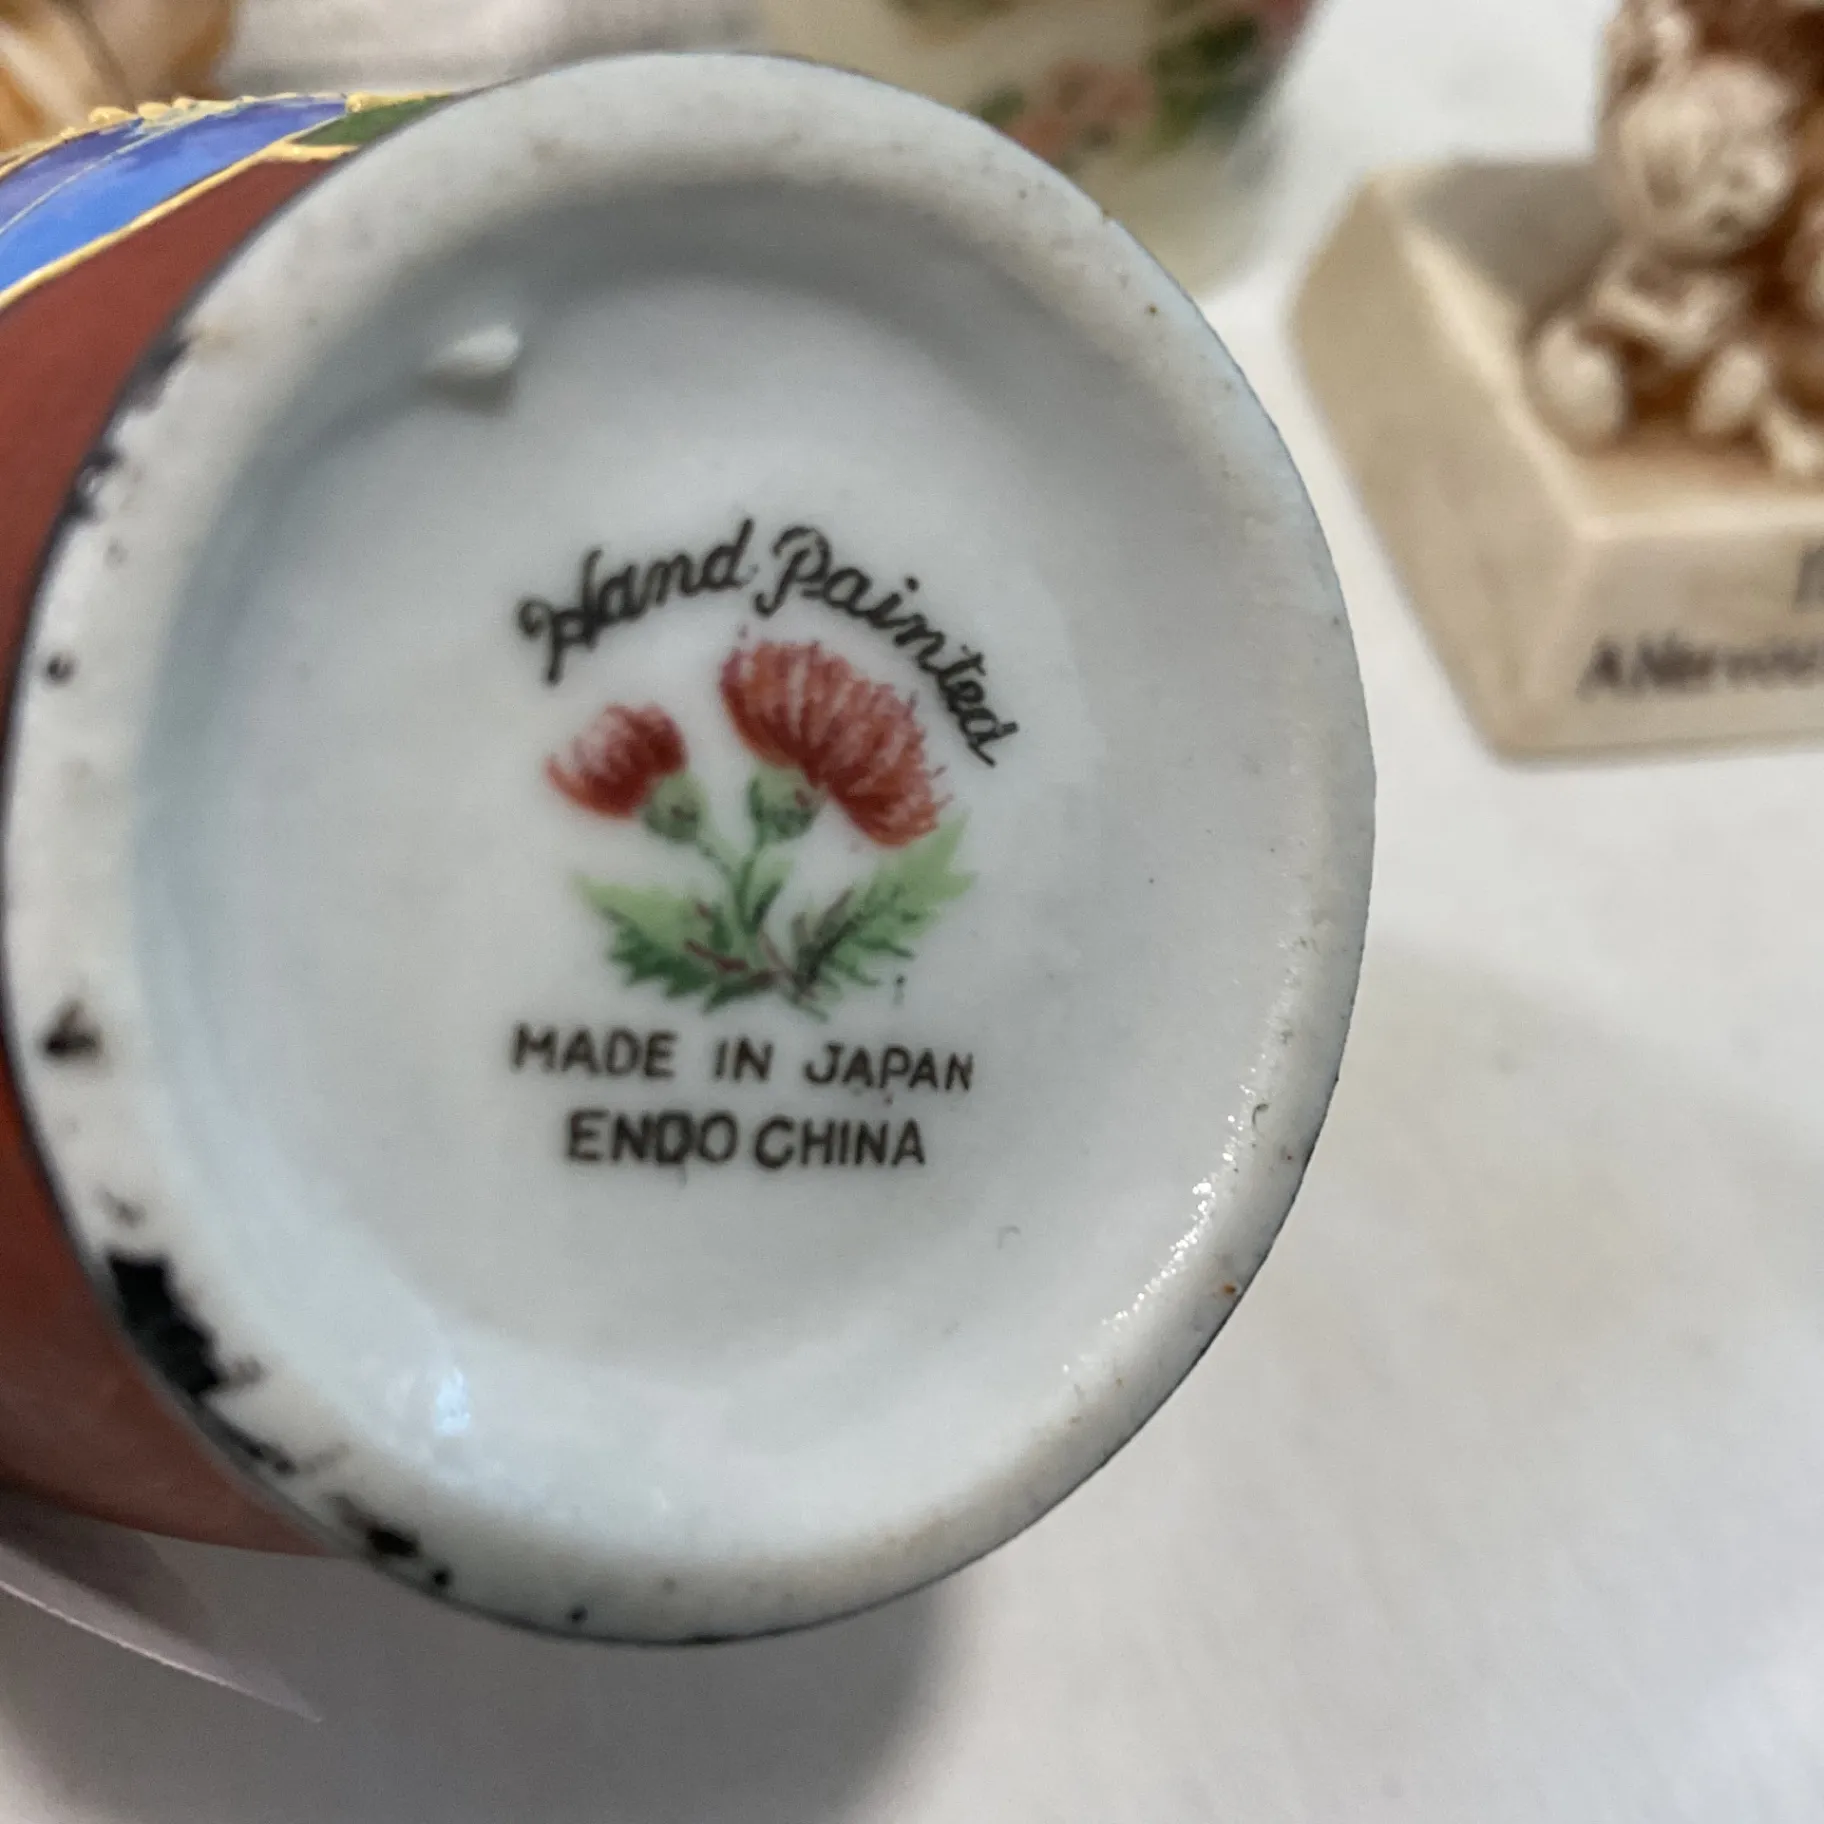 Hand Painted
MADE IN JAPAN
ENDO CHINA